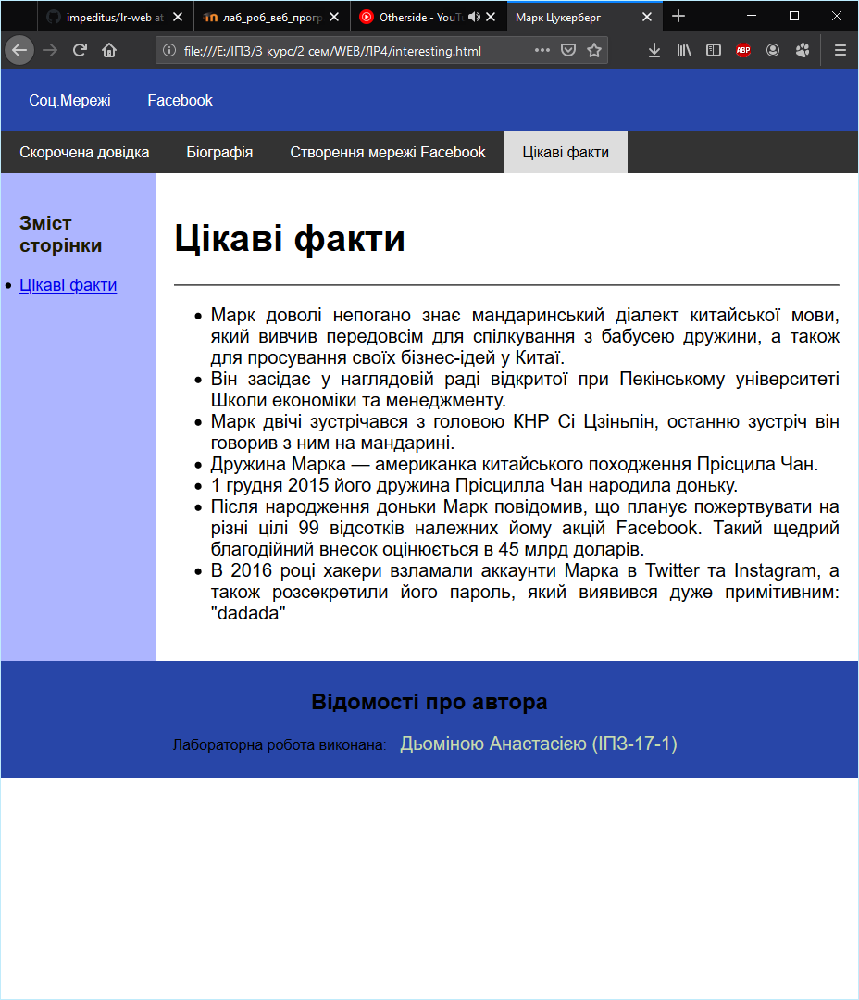 impeditus/lr-web at
лаб_роб_веб_прогр
Otherside - YouTu
Марк Цукерберг
file:///E:/ІПЗ/3 курс/2 сем/WEB/ЛР4/interesting.html
ABP
Соц.Мережі Facebook
Скорочена довідка Біографія Створення мережі Facebook Цікаві факти
Зміст
сторінки
Цікаві факти
Цікаві факти
Марк доволі непогано знає мандаринський діалект китайської мови,
який вивчив передовсім для спілкування з бабусею дружини, а також
для просування своїх бізнес-ідей у Китаї.
Він засідає у наглядовій раді відкритої при Пекінському університеті
Школи економіки та менеджменту.
Марк двічі зустрічався з головою КНР Сі Цзіньпін, останню зустріч він
говорив з ним на мандарині.
Дружина Марка — американка китайського походження Прісцила Чан.
1 грудня 2015 його дружина Прісцилла Чан народила доньку.
Після народження доньки Марк повідомив, що планує пожертвувати на
різні цілі 99 відсотків належних йому акцій Facebook. Такий щедрий
благодійний внесок оцінюється в 45 млрд доларів.
В 2016 році хакери взламали аккаунти Марка в Twitter та Instagram, а
також розсекретили його пароль, який виявився дуже примітивним:
"dadada"
Відомості про автора
Лабораторна робота виконана: Дьоміною Анастасією (ІПЗ-17-1)